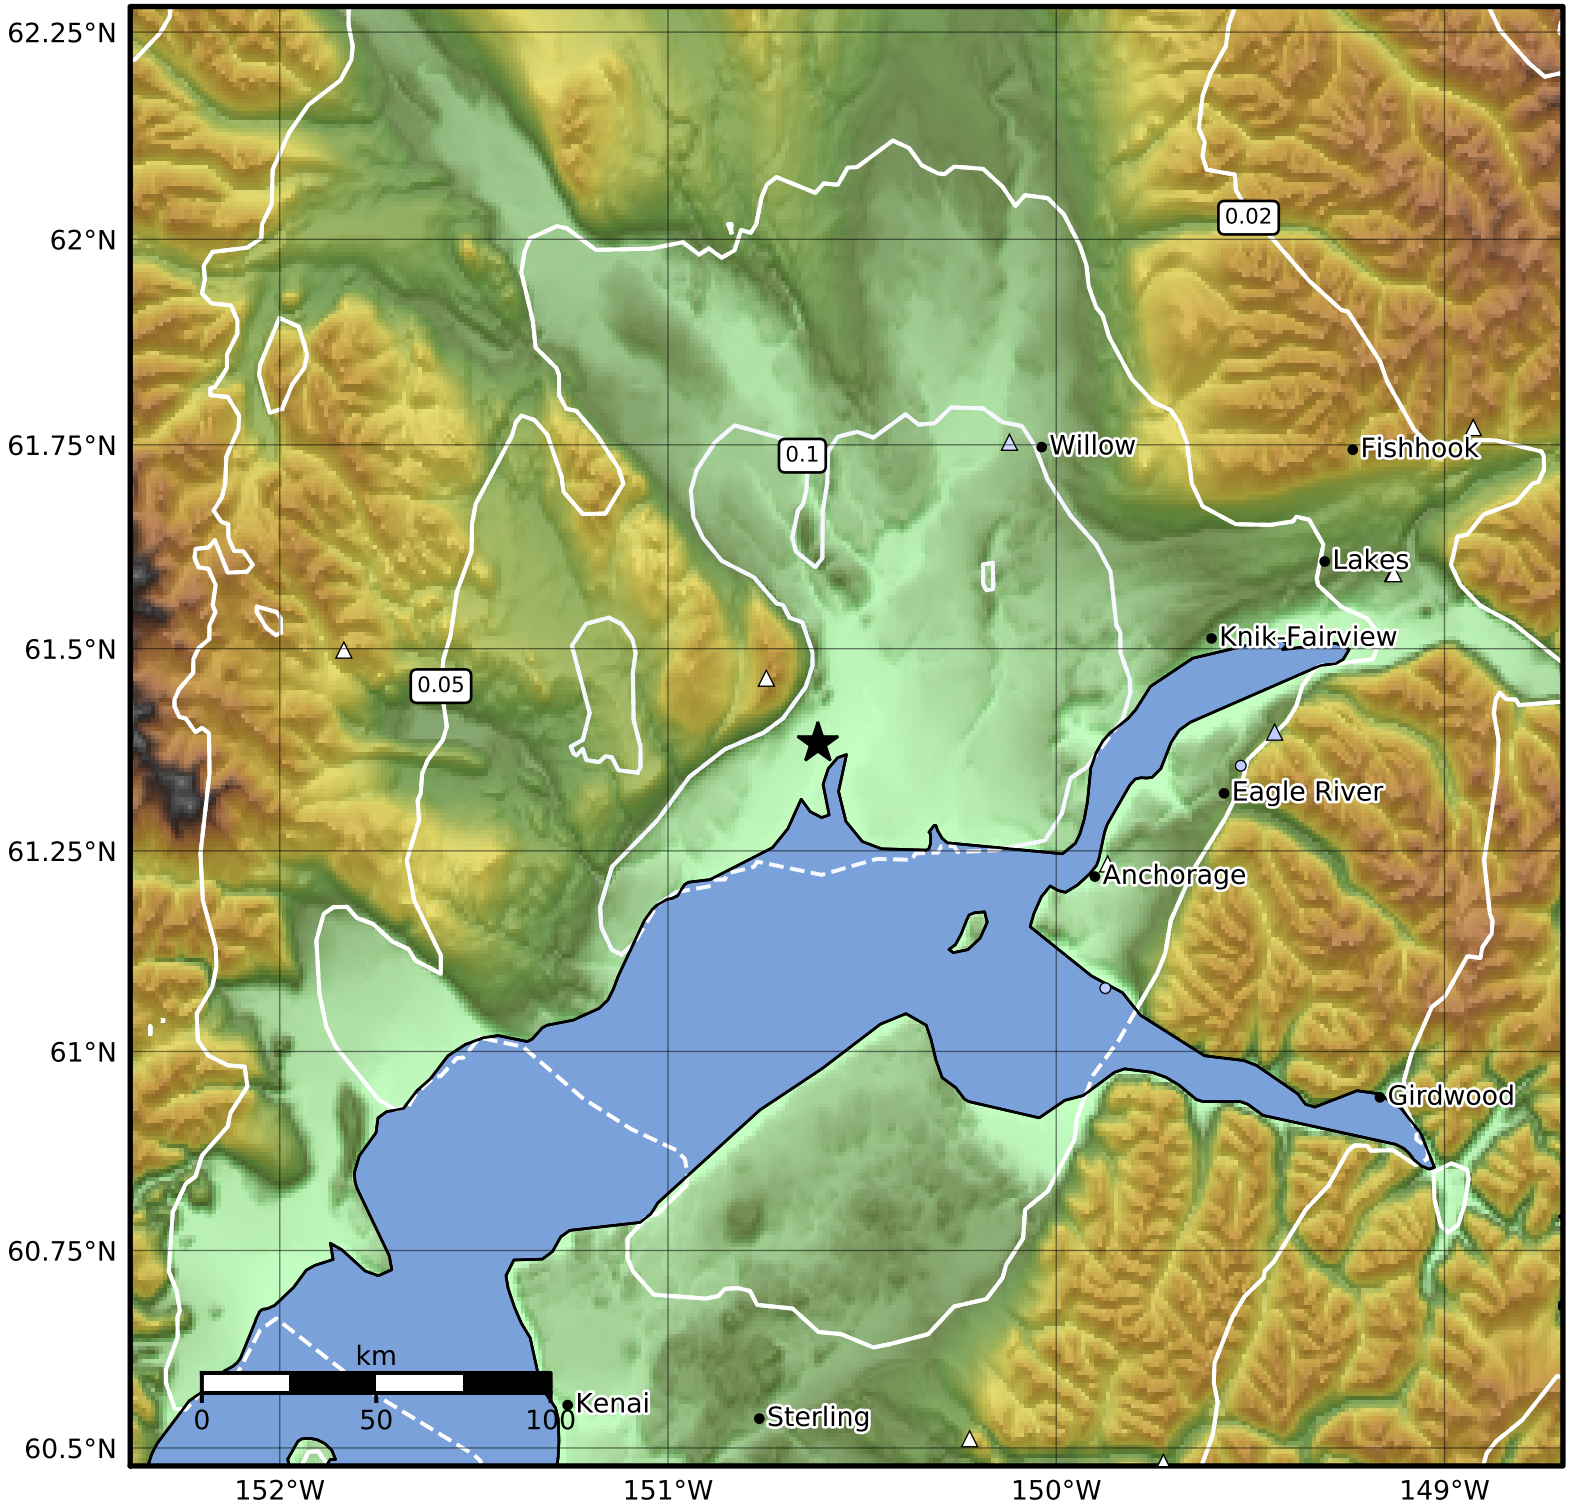 62.25°N
0.02
62°N
61.75°N
0.1
Willow
Fishhook
Lakes
61.5°N
Knik-Fairview
0.05
Eagle River
61.25°N
Anchorage
61°N
Girdwood
60.75°N
km
0 50 100
Kenai
Sterling
60.5°N
152°W 151°W 150°W 149°W